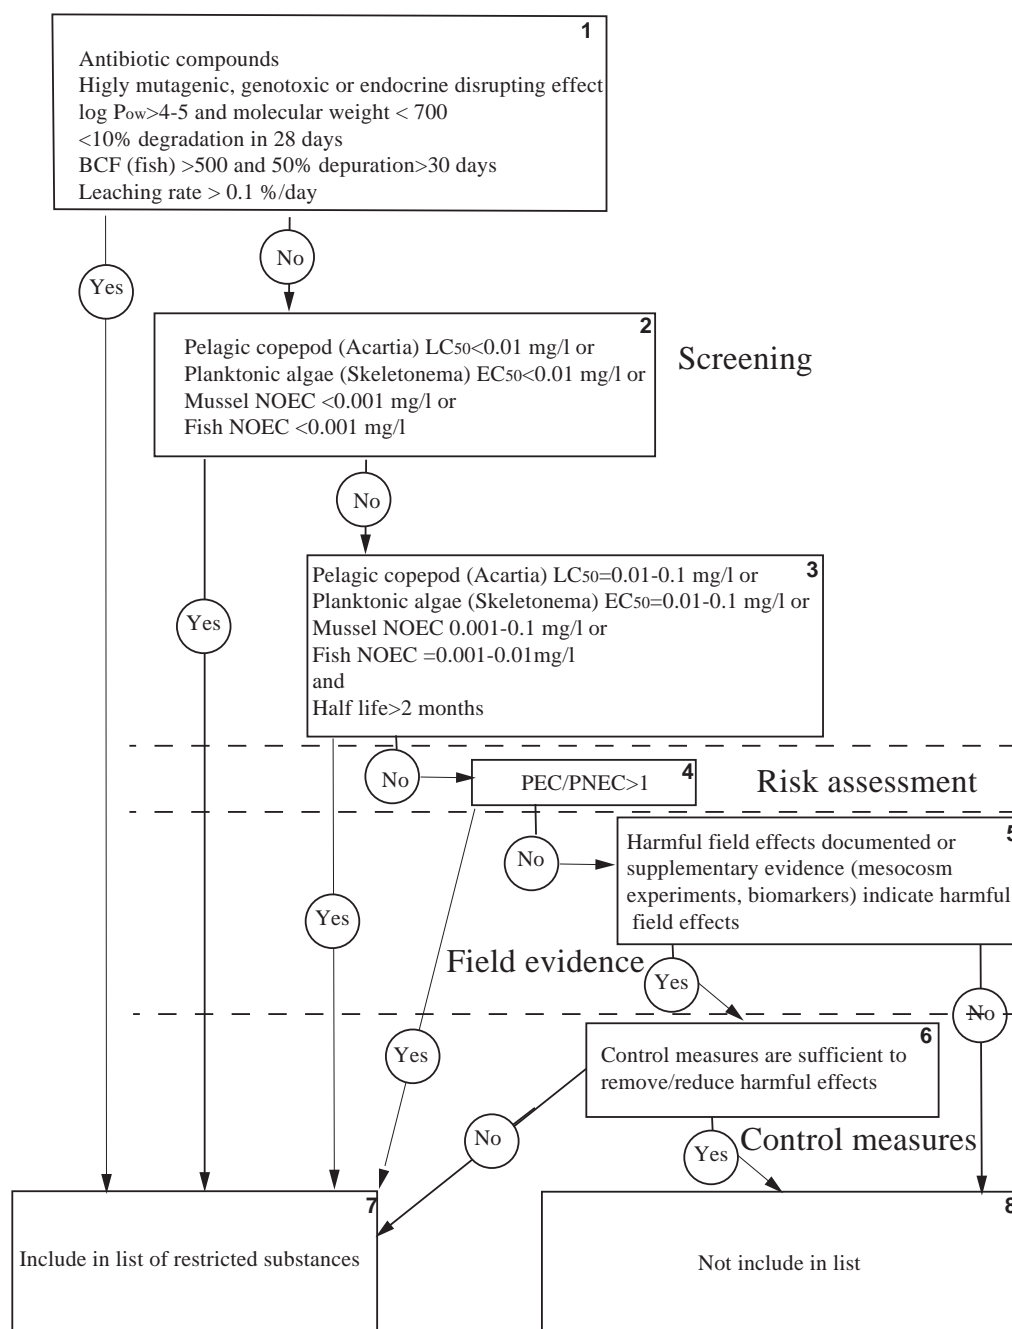 1
Antibiotic compounds
Higly mutagenic, genotoxic or endocrine disrupting effect
log Pow>4-5 and molecular weight < 700
<10% degradation in 28 days
BCF (fish) >500 and 50% depuration>30 days
Leaching rate > 0.1 %/day
No
Yes
2
Pelagic copepod (Acartia) LC50<0.01 mg/l or
Planktonic algae (Skeletonema) EC50<0.01 mg/l or
Mussel NOEC <0.001 mg/l or
Fish NOEC <0.001 mg/l
Screening
No
Yes
3
Pelagic copepod (Acartia) LC50=0.01-0.1 mg/l or
Planktonic algae (Skeletonema) EC50=0.01-0.1 mg/l or
Mussel NOEC 0.001-0.1 mg/l or
Fish NOEC =0.001-0.01mg/l
and
Half life>2 months
No
4
PEC/PNEC>1
Risk assessment
5
Harmful field effects documented or
supplementary evidence (mesocosm
experiments, biomarkers) indicate harmful
field effects
No
Yes
Field evidence
Yes
No
Yes
6
Control measures are sufficient to
remove/reduce harmful effects
No
Yes
Control measures
7
Include in list of restricted substances
8
Not include in list